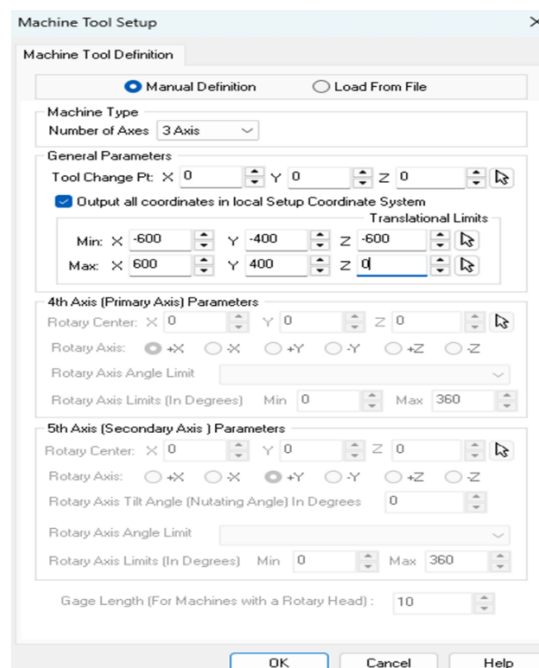 Machine Tool Setup
Machine Tool Definition
Manual Definition Load From File
Machine Type
Number of Axes 3 Axis
General Parameters
Tool Change Pt: X 0 Y 0 Z 0
Output all coordinates in local Setup Coordinate System
Translational Limits
Min: X -600 Y -400 Z -600
Max: X 600 Y 400 Z 0
4th Axis (Primary Axis) Parameters
Rotary Center: X 0 Y 0 Z 0
Rotary Axis: +X -X +Y -Y +Z -Z
Rotary Axis Angle Limit
Rotary Axis Limits (In Degrees) Min 0 Max 360
5th Axis (Secondary Axis ) Parameters
Rotary Center: X 0 Y 0 Z 0
Rotary Axis: +X -X +Y -Y +Z -Z
Rotary Axis Tilt Angle (Nutating Angle) In Degrees 0
Rotary Axis Angle Limit
Rotary Axis Limits (In Degrees) Min 0 Max 360
Gage Length (For Machines with a Rotary Head) : 10
OK Cancel Help